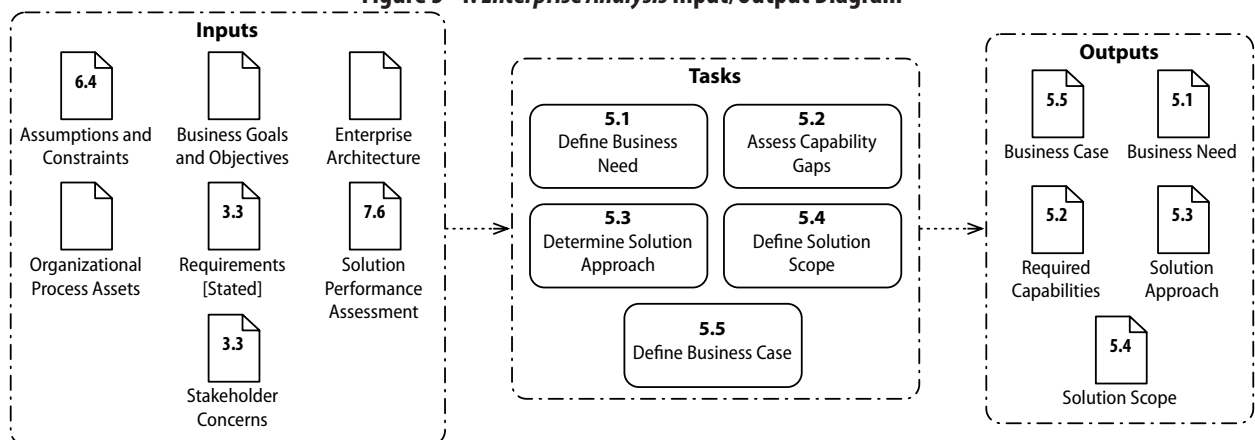 Figure 5–1: Enterprise Analysis Input/Output Diagram
Inputs
6.4
Assumptions and
Constraints
Business Goals
and Objectives
Enterprise
Architecture
Organizational
Process Assets
3.3
Requirements
[Stated]
7.6
Solution
Performance
Assessment
3.3
Stakeholder
Concerns
Tasks
5.1
Define Business
Need
5.2
Assess Capability
Gaps
5.3
Determine Solution
Approach
5.4
Define Solution
Scope
5.5
Define Business Case
Outputs
5.5
Business Case
5.1
Business Need
5.2
Required
Capabilities
5.3
Solution
Approach
5.4
Solution Scope